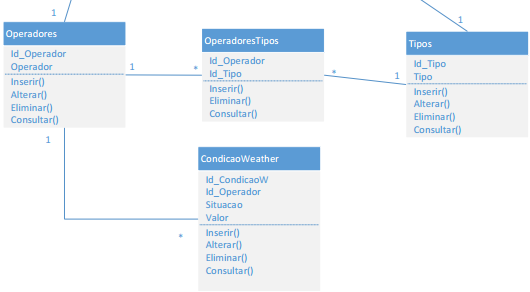 1
1
Operadores
Id_Operador
Operador
Inserir()
Alterar()
Eliminar()
Consultar()
1
*
OperadoresTipos
Id_Operador
Id_Tipo
Inserir()
Eliminar()
Consultar()
*
1
Tipos
Id_Tipo
Tipo
Inserir()
Alterar()
Eliminar()
Consultar()
1
*
CondicaoWeather
Id_CondicaoW
Id_Operador
Situacao
Valor
Inserir()
Alterar()
Eliminar()
Consultar()